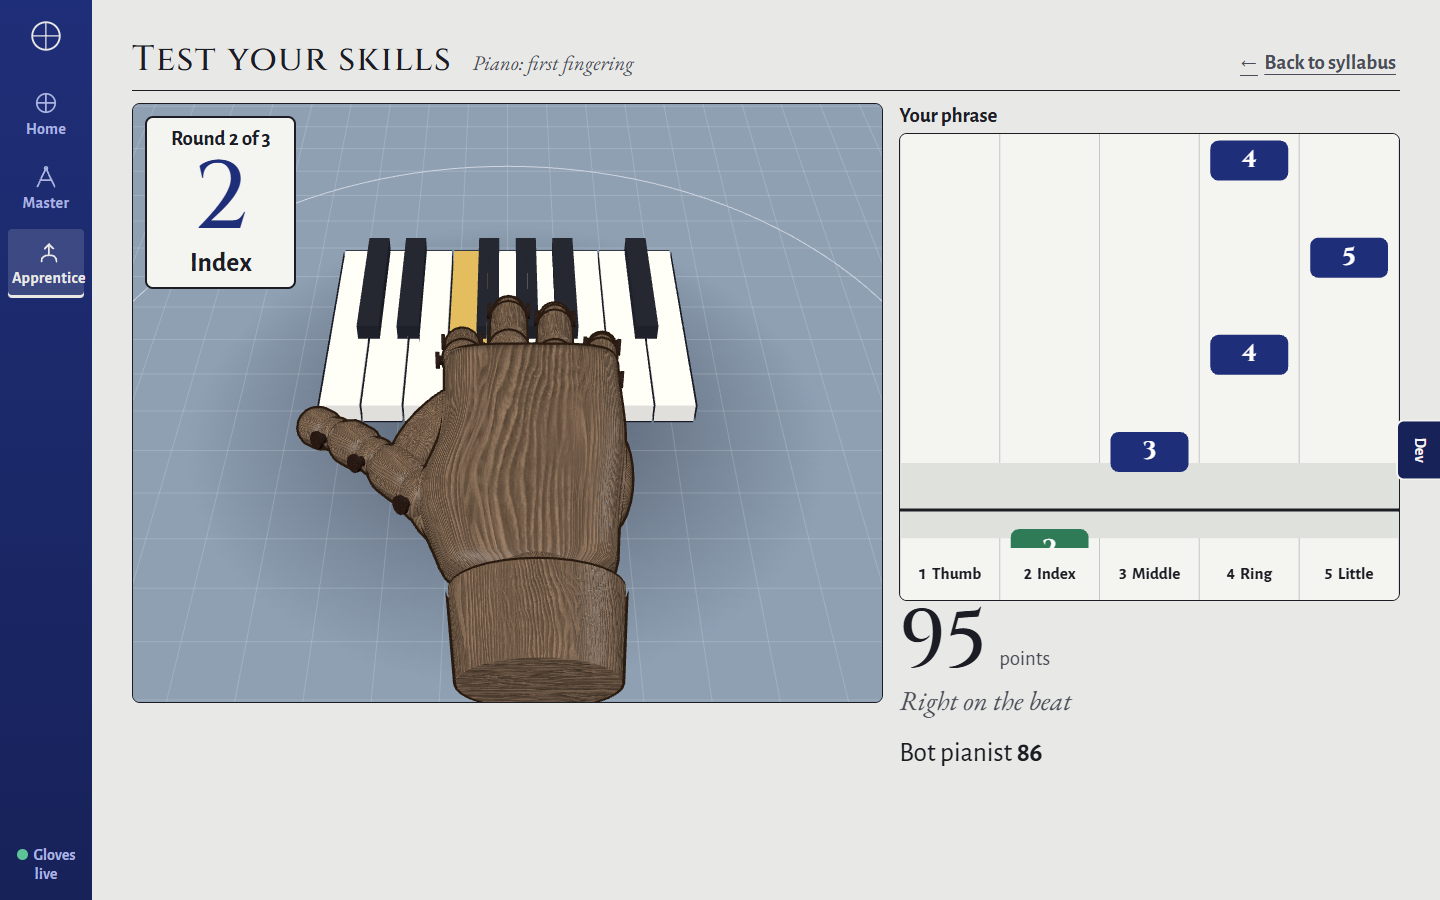 Home
Master
Apprentice
Gloves
live
TEST YOUR SKILLS Piano: first fingering
← Back to syllabus
Round 2 of 3
2
Index
Your phrase
4
5
4
3
2
1 Thumb 2 Index 3 Middle 4 Ring 5 Little
95 points
Right on the beat
Bot pianist 86
Dev